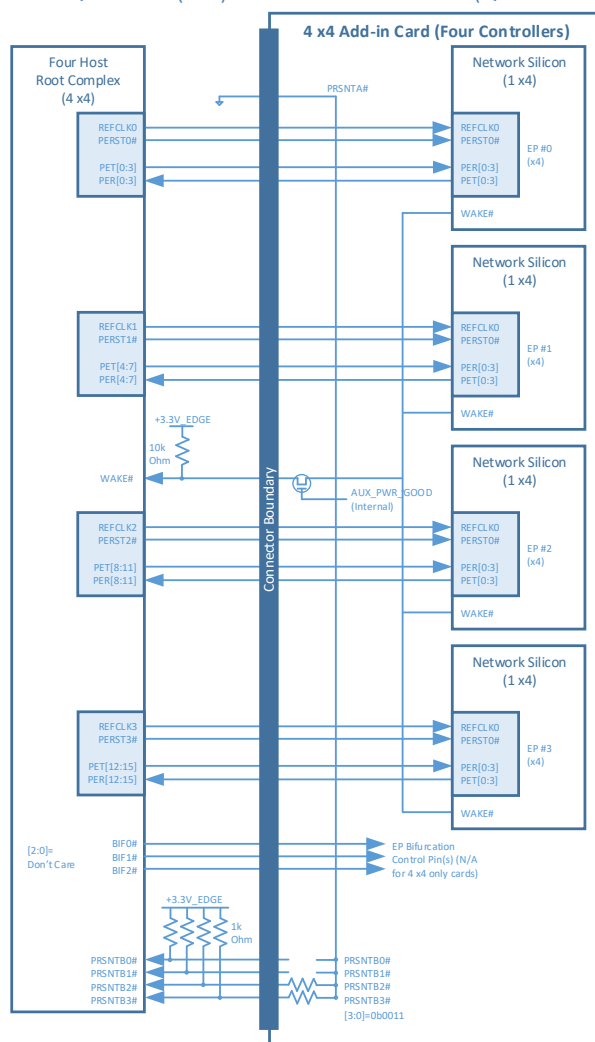 4 x4 Add-in Card (Four Controllers)
Four Host
Root Complex
(4 x4)
REFCLK0
PERST0#
PET[0:3]
PER[0:3]
PRSNTA#
Network Silicon
(1 x4)
REFCLK0
PERST0#
PER[0:3]
PET[0:3]
EP #0
(x4)
WAKE#
REFCLK1
PERST1#
PET[4:7]
PER[4:7]
Network Silicon
(1 x4)
REFCLK0
PERST0#
PER[0:3]
PET[0:3]
EP #1
(x4)
WAKE#
+3.3V_EDGE
10k
Ohm
WAKE#
Connector Boundary
AUX_PWR_GOOD
(Internal)
REFCLK2
PERST2#
PET[8:11]
PER[8:11]
Network Silicon
(1 x4)
REFCLK0
PERST0#
PER[0:3]
PET[0:3]
EP #2
(x4)
WAKE#
REFCLK3
PERST3#
PET[12:15]
PER[12:15]
Network Silicon
(1 x4)
REFCLK0
PERST0#
PER[0:3]
PET[0:3]
EP #3
(x4)
WAKE#
[2:0]=
Don't Care
BIF0#
BIF1#
BIF2#
EP Bifurcation
Control Pin(s) (N/A
for 4 x4 only cards)
+3.3V_EDGE
1k
Ohm
PRSNTB0#
PRSNTB1#
PRSNTB2#
PRSNTB3#
PRSNTB0#
PRSNTB1#
PRSNTB2#
PRSNTB3#
[3:0]=0b0011